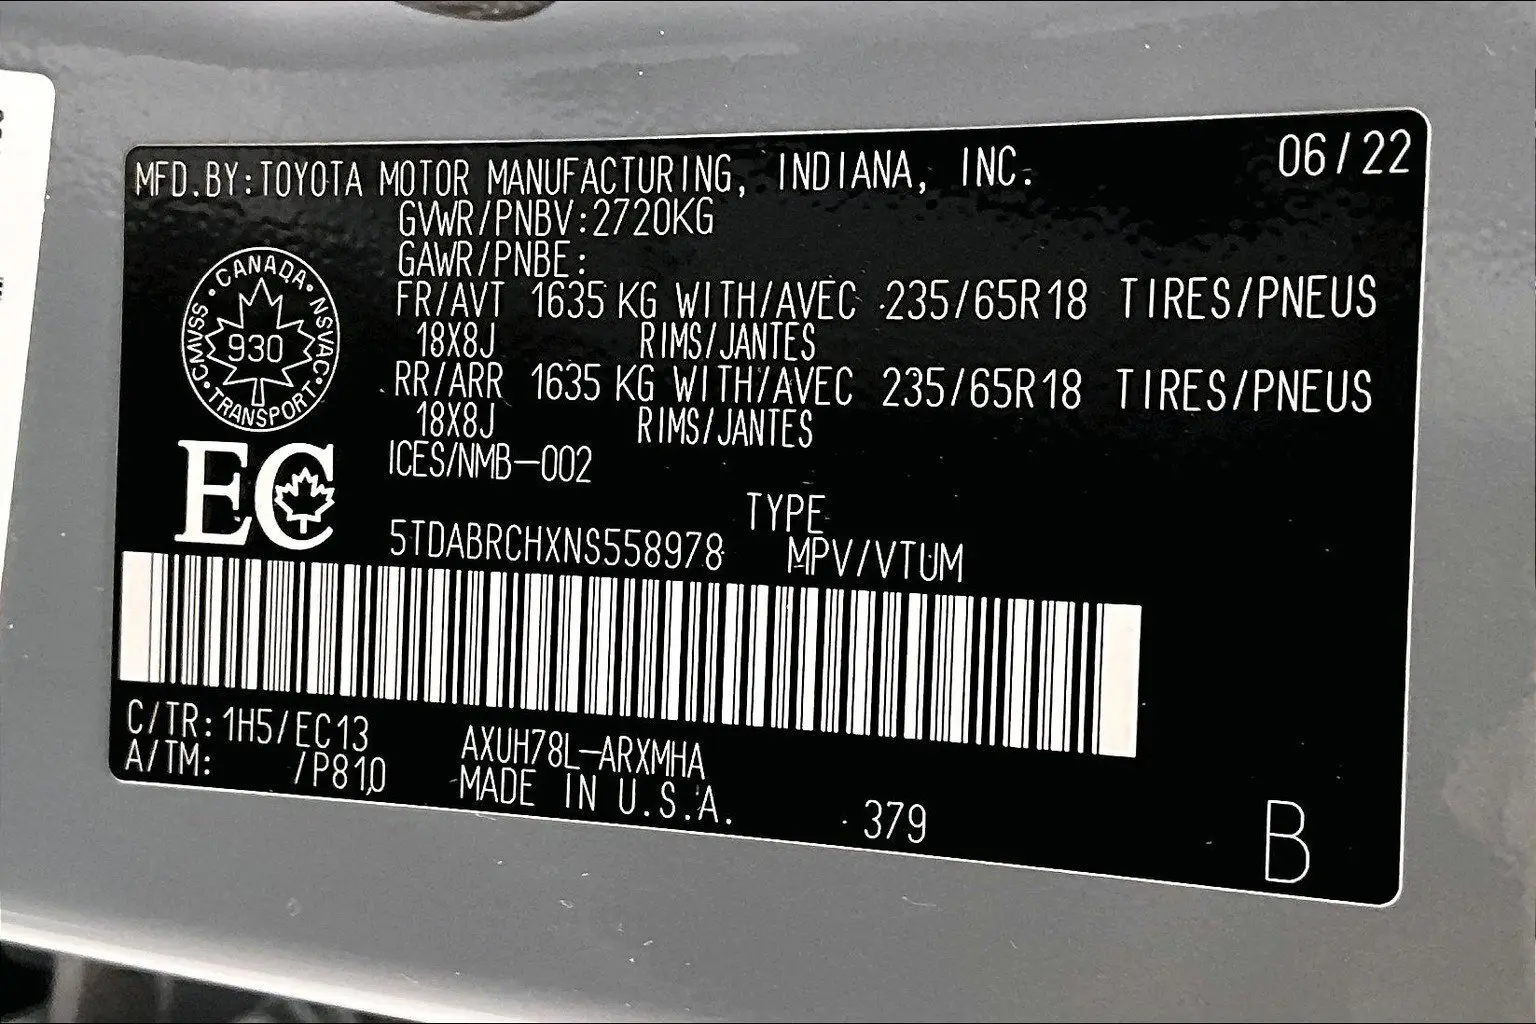 MFD.BY:TOYOTA MOTOR MANUFACTURING, INDIANA, INC. 06/22
GVWR/PNBV:2720KG
GAWR/PNBE:
FR/AVT 1635 KG WITH/AVEC 235/65R18 TIRES/PNEUS
18X8J RIMS/JANTES
RR/ARR 1635 KG WITH/AVEC 235/65R18 TIRES/PNEUS
18X8J RIMS/JANTES
ICES/NMB-002
CANADA • NSVAC • TRANSPORT • CMVSS •
930
EC
TYPE
5TDABRCHXNS558978 MPV/VTUM
C/TR:1H5/EC13 AXUH78L-ARXMHA
A/TM: /P810 MADE IN U.S.A. 379 B